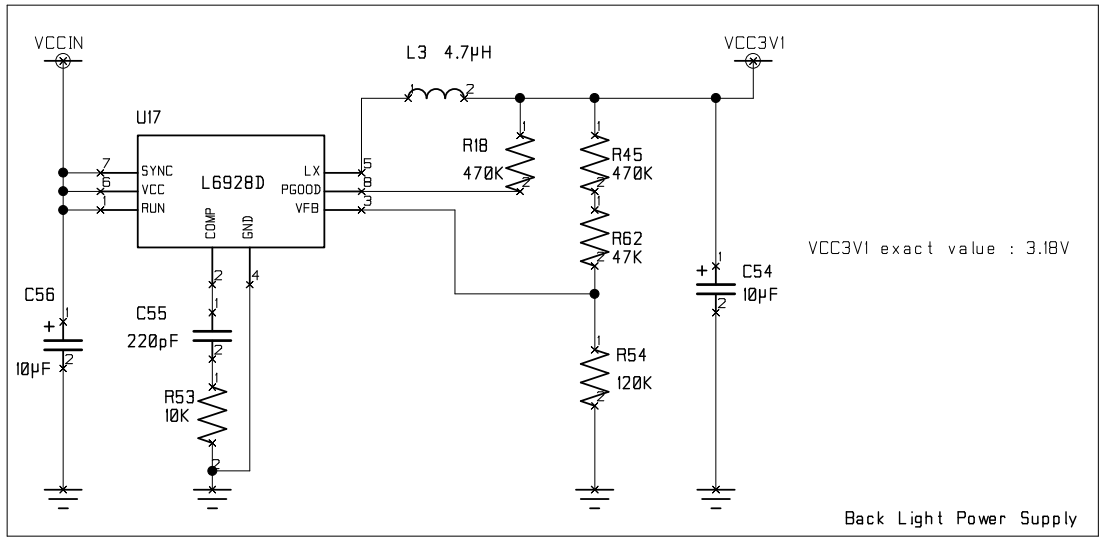 VCCIN
L3 4.7µH
VCC3V1
1
2
U17
7
SYNC
6
VCC
1
RUN
L6928D
LX
5
PGOOD
8
VFB
3
COMP
GND
2
4
1
R18
470K
2
1
R45
470K
2
1
R62
47K
2
VCC3V1 exact value : 3.18V
1
+
C54
10µF
2
C56
1
+
10µF
2
1
C55
220pF
2
1
R53
10K
2
1
R54
120K
2
Back Light Power Supply